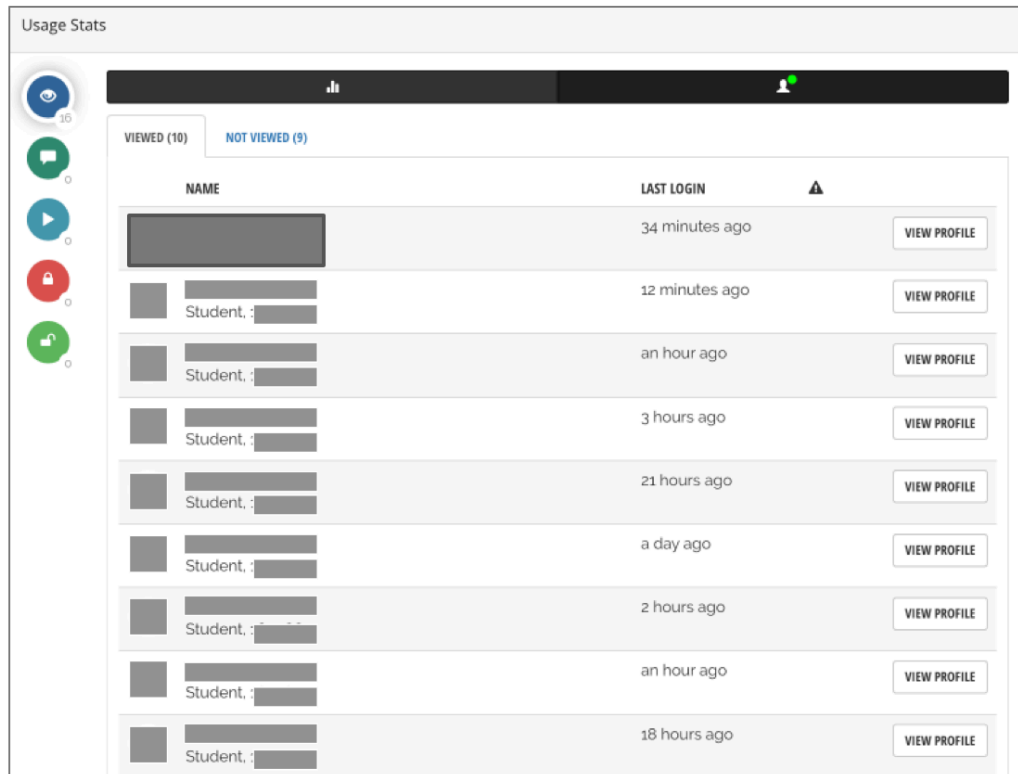 Usage Stats
16
0
0
0
0
VIEWED (10) NOT VIEWED (9)
NAME LAST LOGIN
34 minutes ago VIEW PROFILE
12 minutes ago VIEW PROFILE
Student, :
an hour ago VIEW PROFILE
Student, :
3 hours ago VIEW PROFILE
Student, :
21 hours ago VIEW PROFILE
Student, :
a day ago VIEW PROFILE
Student, :
2 hours ago VIEW PROFILE
Student, :
an hour ago VIEW PROFILE
Student, :
18 hours ago VIEW PROFILE
Student, :